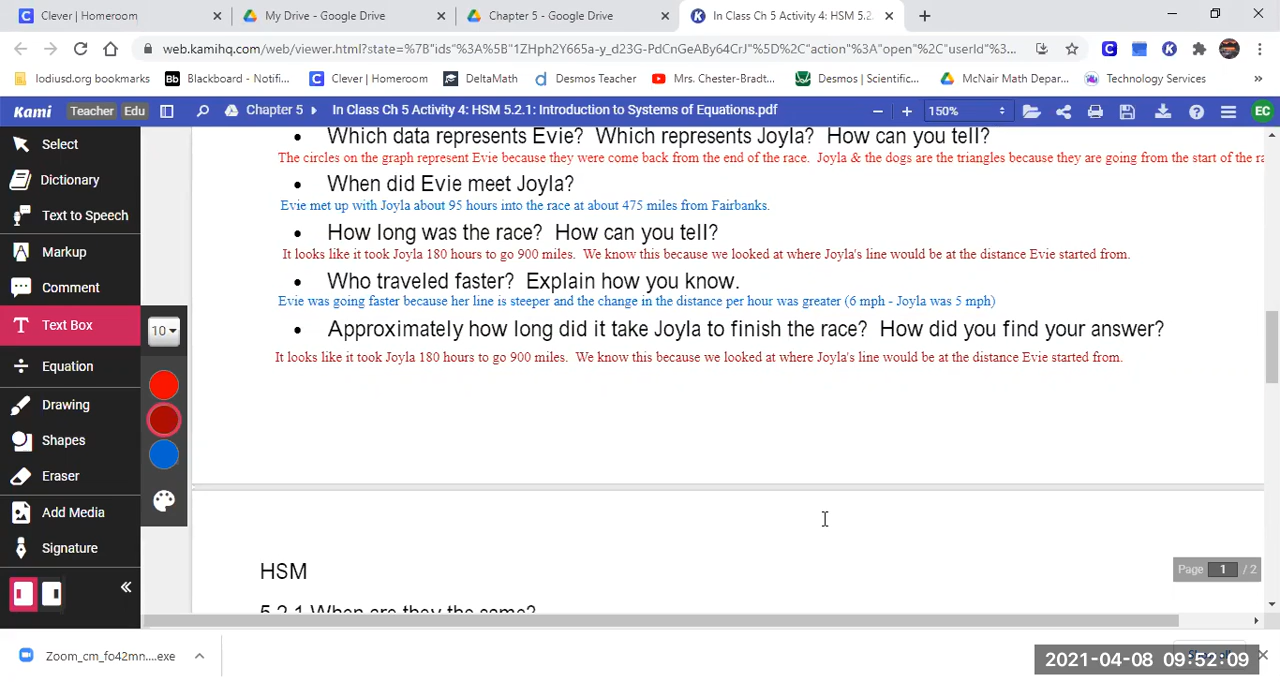 Clever | Homeroom
My Drive - Google Drive
Chapter 5 - Google Drive
In Class Ch 5 Activity 4: HSM 5.2.
web.kamihq.com/web/viewer.html?state=%7B"ids"%3A%5B"1ZHph2Y665a-y_d23G-PdCnGeABy64CrJ"%5D%2C"action"%3A"open"%2C"userId"%3...
lodiusd.org bookmarks
Blackboard - Notifi...
Clever | Homeroom
DeltaMath
Desmos Teacher
Mrs. Chester-Bradt...
Desmos | Scientific...
McNair Math Depar...
Technology Services
Kami
Teacher
Edu
Chapter 5
In Class Ch 5 Activity 4: HSM 5.2.1: Introduction to Systems of Equations.pdf
150%
EC
Select
Dictionary
Text to Speech
Markup
Comment
Text Box
Equation
Drawing
Shapes
Eraser
Add Media
Signature
10
• Which data represents Evie? Which represents Joyla? How can you tell?
The circles on the graph represent Evie because they were come back from the end of the race. Joyla & the dogs are the triangles because they are going from the start of the ra
• When did Evie meet Joyla?
Evie met up with Joyla about 95 hours into the race at about 475 miles from Fairbanks.
• How long was the race? How can you tell?
It looks like it took Joyla 180 hours to go 900 miles. We know this because we looked at where Joyla's line would be at the distance Evie started from.
• Who traveled faster? Explain how you know.
Evie was going faster because her line is steeper and the change in the distance per hour was greater (6 mph - Joyla was 5 mph)
• Approximately how long did it take Joyla to finish the race? How did you find your answer?
It looks like it took Joyla 180 hours to go 900 miles. We know this because we looked at where Joyla's line would be at the distance Evie started from.
HSM
5.2.1 When are they the same?
Page 1 / 2
Zoom_cm_fo42mn....exe
2021-04-08 09:52:09